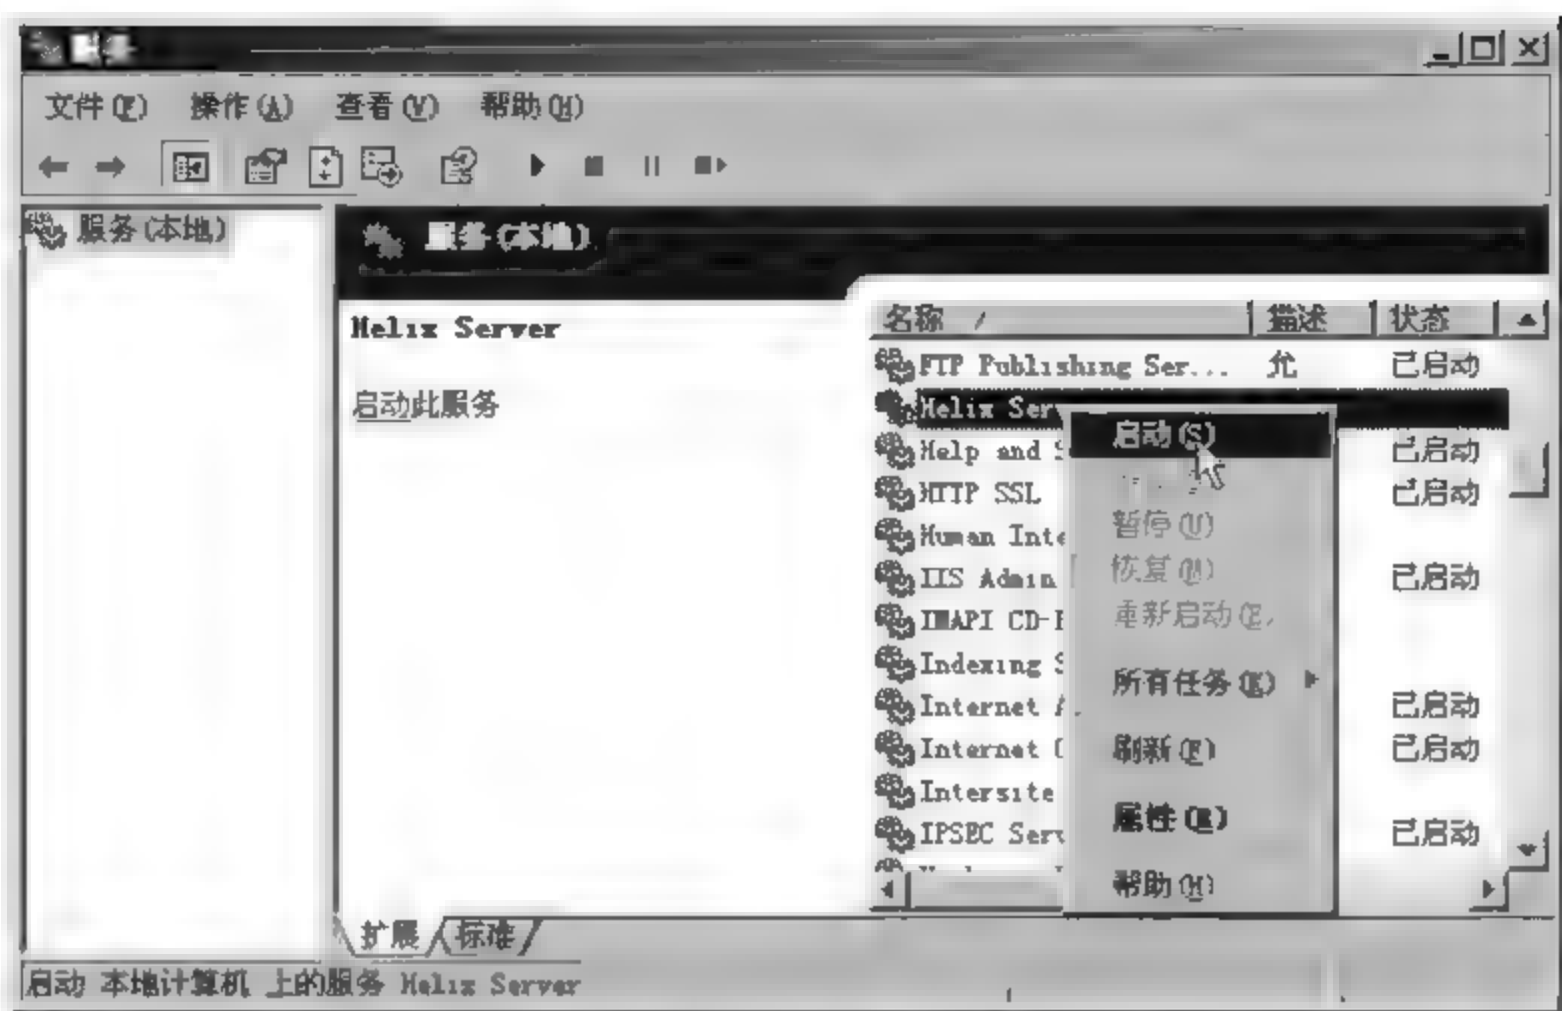 服务
文件(F) 操作(A) 查看(V) 帮助(H)
服务(本地)
服务(本地)
Helix Server
启动此服务
名称 / 描述 状态
FTP Publishing Ser... 允 已启动
Helix Ser
Help and 已启动
HTTP SSL 已启动
Human Inte
IIS Admin 已启动
IMAPI CD-
Indexing S
Internet 已启动
Internet 已启动
Intersite
IPSEC Serv 已启动
启动(S)
暂停(U)
恢复(M)
重新启动(E)
所有任务(K)
刷新(F)
属性(R)
帮助(H)
扩展 标准
启动 本地计算机 上的服务 Helix Server